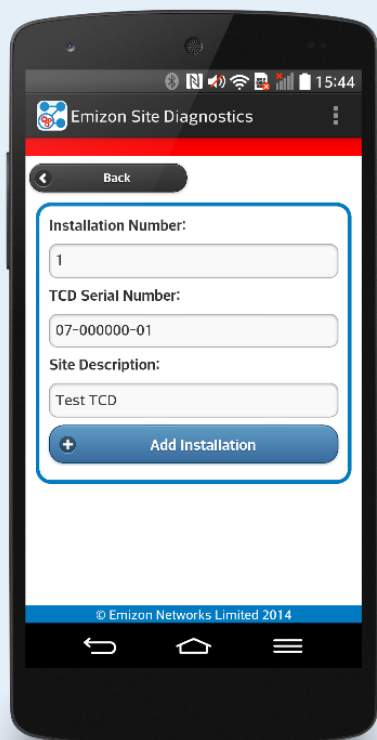 15:44
Emizon Site Diagnostics
Back
Installation Number:
1
TCD Serial Number:
07-000000-01
Site Description:
Test TCD
Add Installation
© Emizon Networks Limited 2014